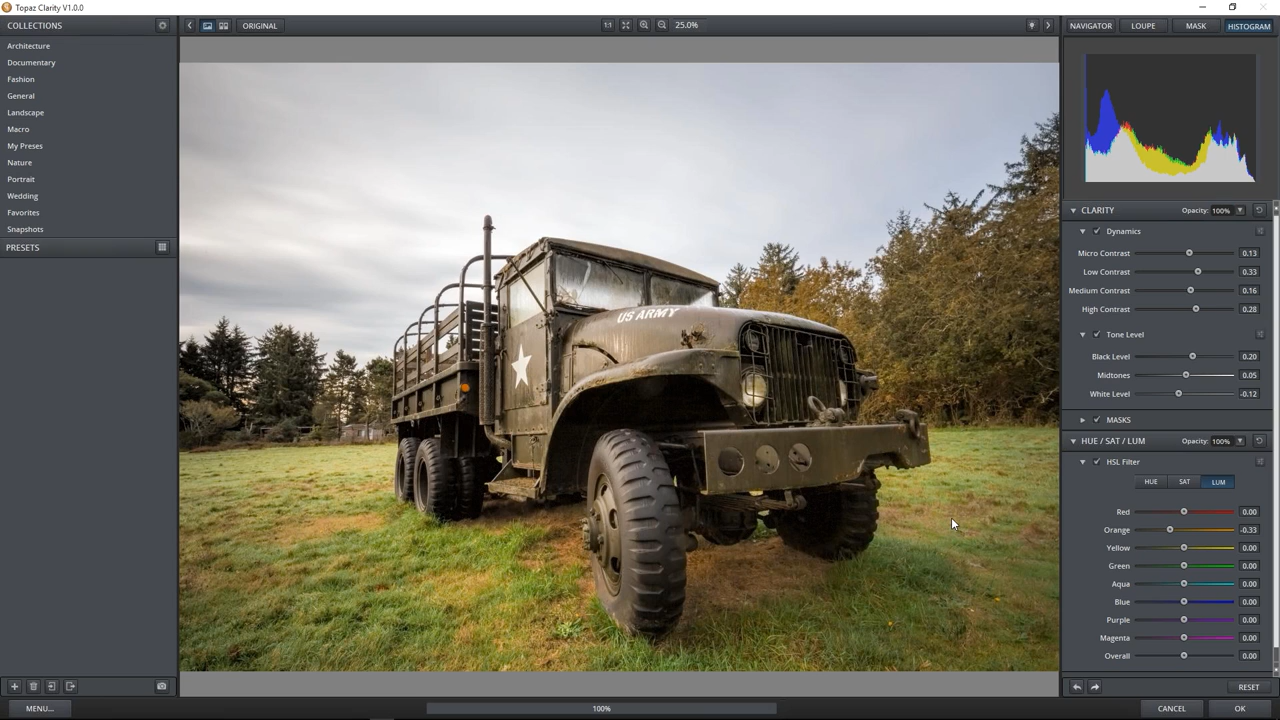 Topaz Clarity V1.0.0
COLLECTIONS
ORIGINAL
1:1
25.0%
NAVIGATOR
LOUPE
MASK
HISTOGRAM
Architecture
Documentary
Fashion
General
Landscape
Macro
My Preses
Nature
Portrait
Wedding
Favorites
Snapshots
PRESETS
US ARMY
CLARITY
Opacity: 100%
Dynamics
Micro Contrast 0.13
Low Contrast 0.33
Medium Contrast 0.16
High Contrast 0.28
Tone Level
Black Level 0.20
Midtones 0.05
White Level -0.12
MASKS
HUE / SAT / LUM
Opacity: 100%
HSL Filter
HUE SAT LUM
Red 0.00
Orange -0.33
Yellow 0.00
Green 0.00
Aqua 0.00
Blue 0.00
Purple 0.00
Magenta 0.00
Overall 0.00
RESET
MENU...
100%
CANCEL
OK